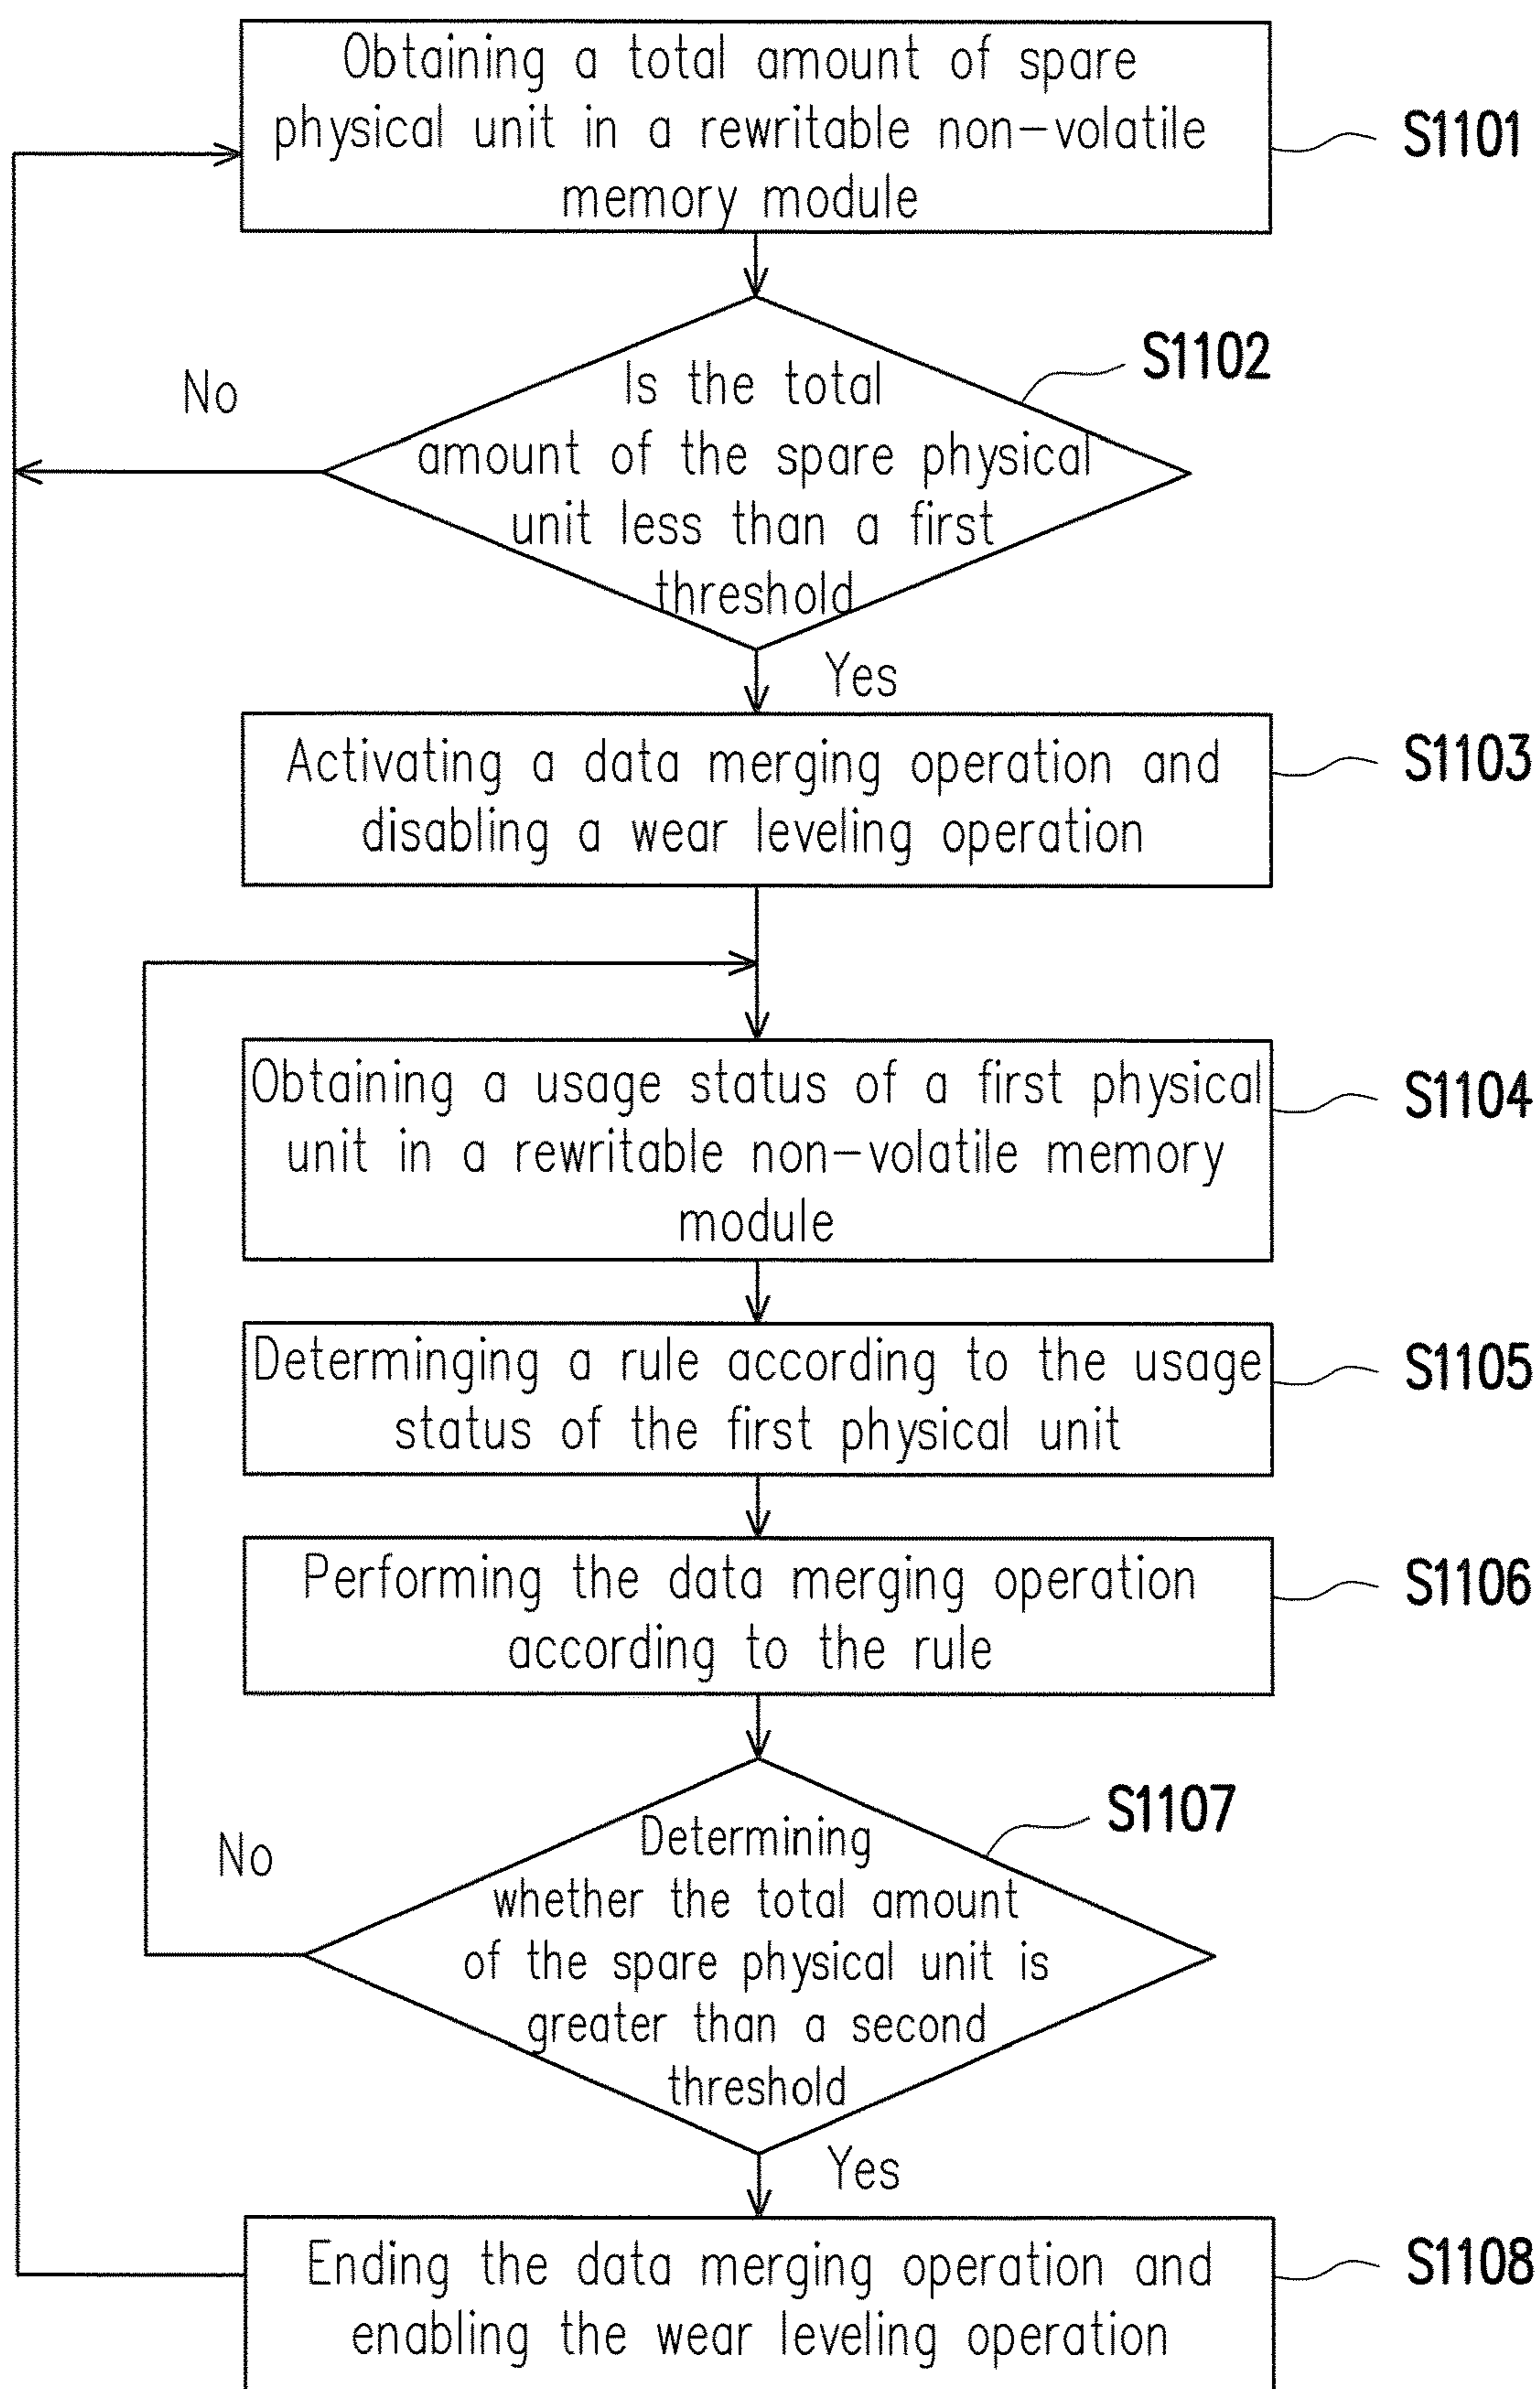 Obtaining a total amount of spare
physical unit in a rewritable non-volatile
memory module
S1101
S1102
No
Is the total
amount of the spare physical
unit less than a first
threshold
Yes
Activating a data merging operation and
disabling a wear leveling operation
S1103
Obtaining a usage status of a first physical
unit in a rewritable non-volatile memory
module
S1104
Determinging a rule according to the usage
status of the first physical unit
S1105
Performing the data merging operation
according to the rule
S1106
S1107
No
Determining
whether the total amount
of the spare physical unit is
greater than a second
threshold
Yes
Ending the data merging operation and
enabling the wear leveling operation
S1108